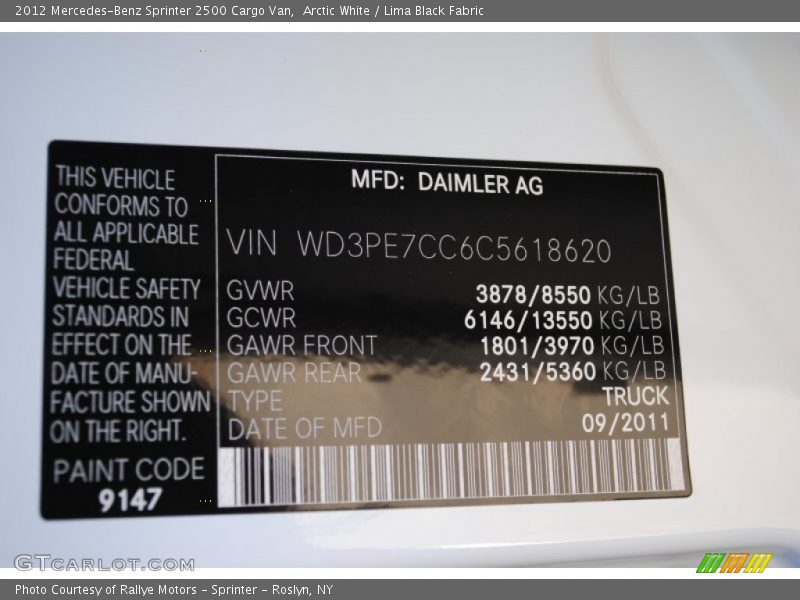 2012 Mercedes-Benz Sprinter 2500 Cargo Van,  Arctic White / Lima Black Fabric
THIS VEHICLE
CONFORMS TO
ALL APPLICABLE
FEDERAL
VEHICLE SAFETY
STANDARDS IN
EFFECT ON THE
DATE OF MANU-
FACTURE SHOWN
ON THE RIGHT.
PAINT CODE
9147
MFD: DAIMLER AG
VIN WD3PE7CC6C5618620
GVWR 3878/8550 KG/LB
GCWR 6146/13550 KG/LB
GAWR FRONT 1801/3970 KG/LB
GAWR REAR 2431/5360 KG/LB
TYPE TRUCK
DATE OF MFD 09/2011
GTCARLOT.COM
Photo Courtesy of Rallye Motors - Sprinter - Roslyn, NY